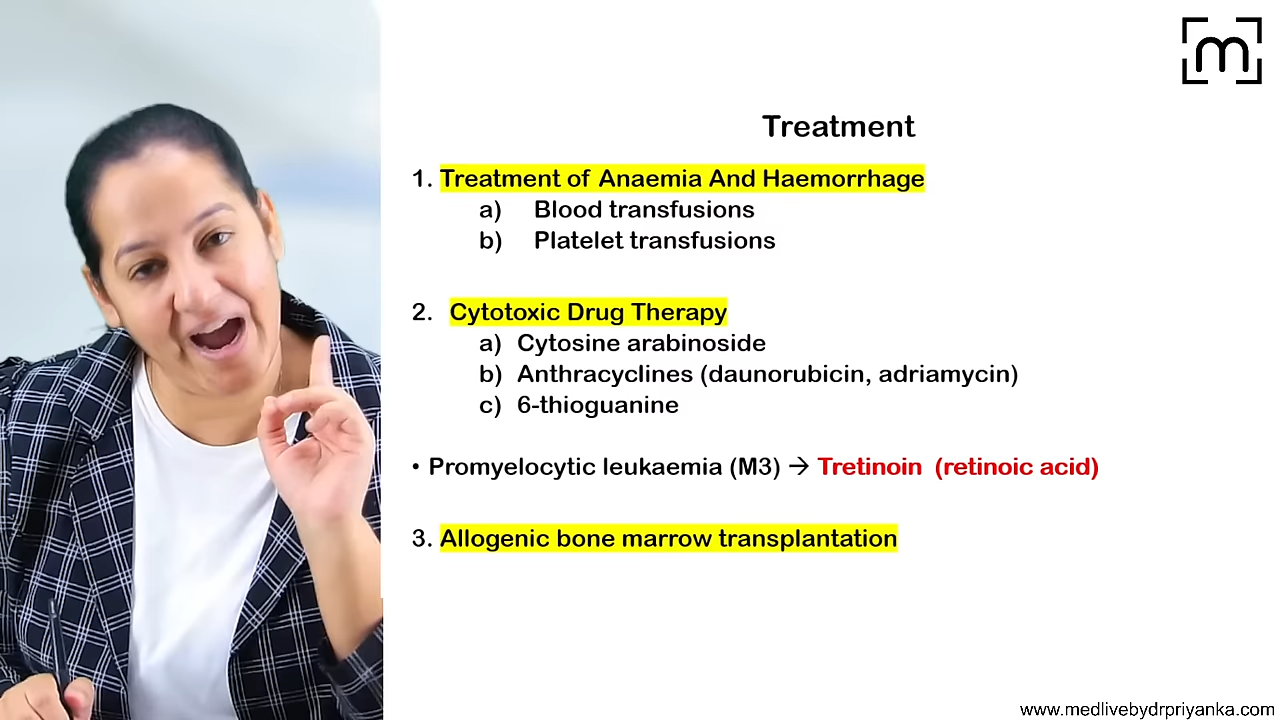 m
Treatment
1. Treatment of Anaemia And Haemorrhage
a) Blood transfusions
b) Platelet transfusions
2. Cytotoxic Drug Therapy
a) Cytosine arabinoside
b) Anthracyclines (daunorubicin, adriamycin)
c) 6-thioguanine
• Promyelocytic leukaemia (M3) → Tretinoin (retinoic acid)
3. Allogenic bone marrow transplantation
www.medlivebydrpriyanka.com